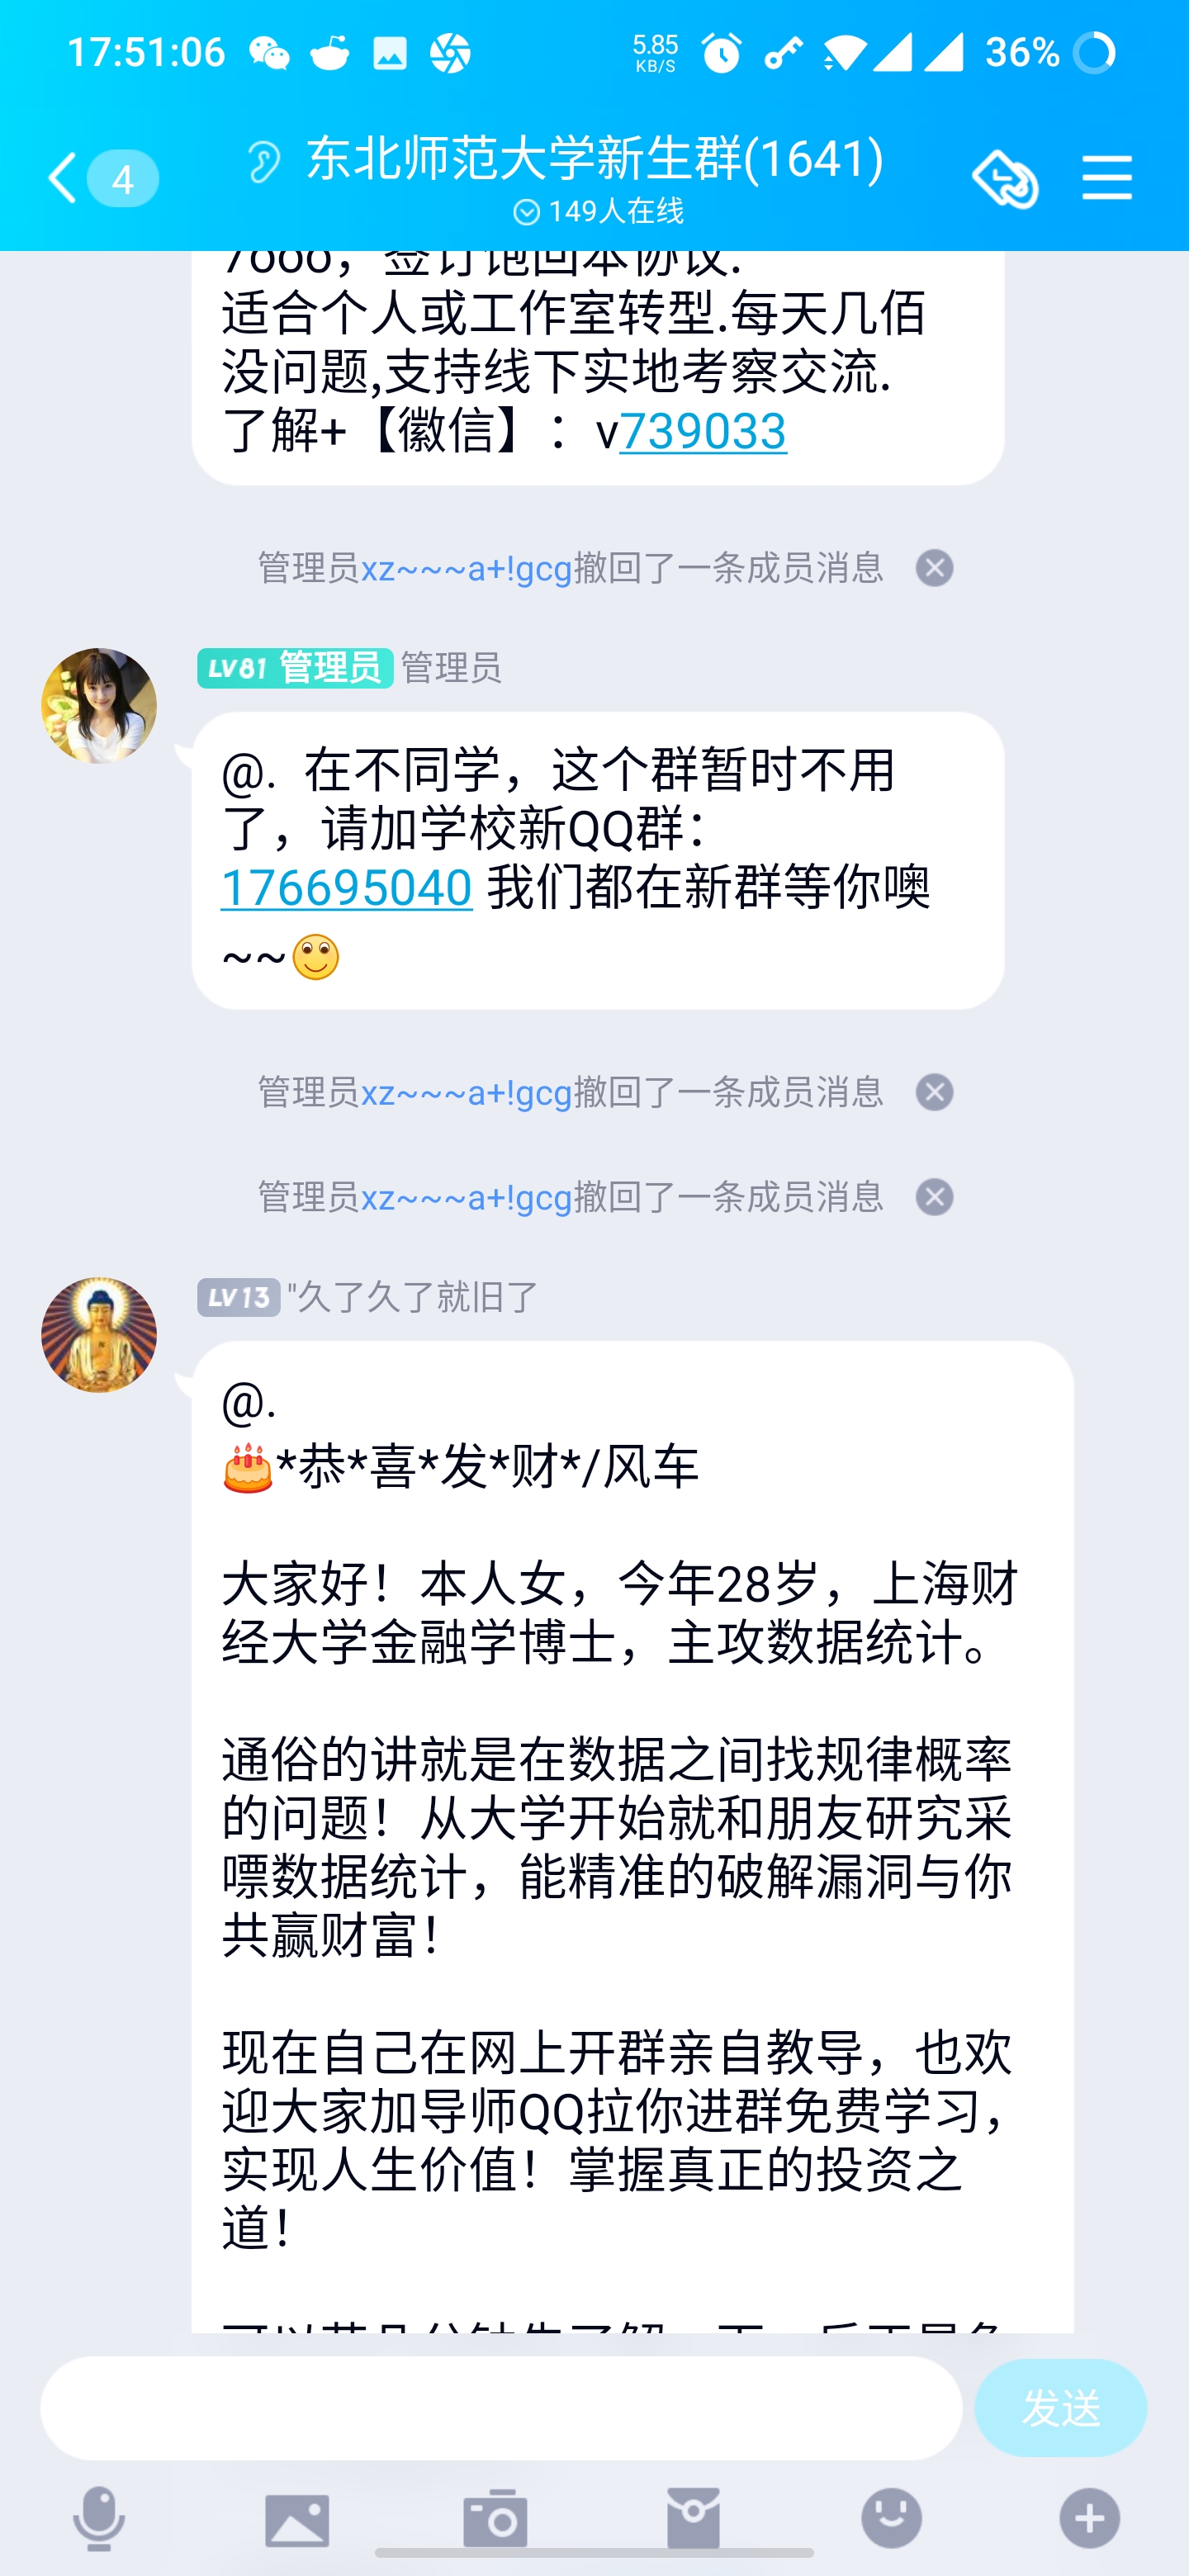 17:51:06
5.85
KB/S
36%
4
东北师范大学新生群(1641)
149人在线
7ooo，签订饱回本协议.
适合个人或工作室转型.每天几佰
没问题,支持线下实地考察交流.
了解+【徽信】：v739033
管理员xz~~~a+!gcg撤回了一条成员消息
LV81 管理员 管理员
@. 在不同学，这个群暂时不用
了，请加学校新QQ群：
176695040 我们都在新群等你噢
~~
管理员xz~~~a+!gcg撤回了一条成员消息
管理员xz~~~a+!gcg撤回了一条成员消息
LV13 "久了久了就旧了
@.
*恭*喜*发*财*/风车
大家好！本人女，今年28岁，上海财
经大学金融学博士，主攻数据统计。
通俗的讲就是在数据之间找规律概率
的问题！从大学开始就和朋友研究采
嘌数据统计，能精准的破解漏洞与你
共赢财富！
现在自己在网上开群亲自教导，也欢
迎大家加导师QQ拉你进群免费学习，
实现人生价值！掌握真正的投资之
道！
发送